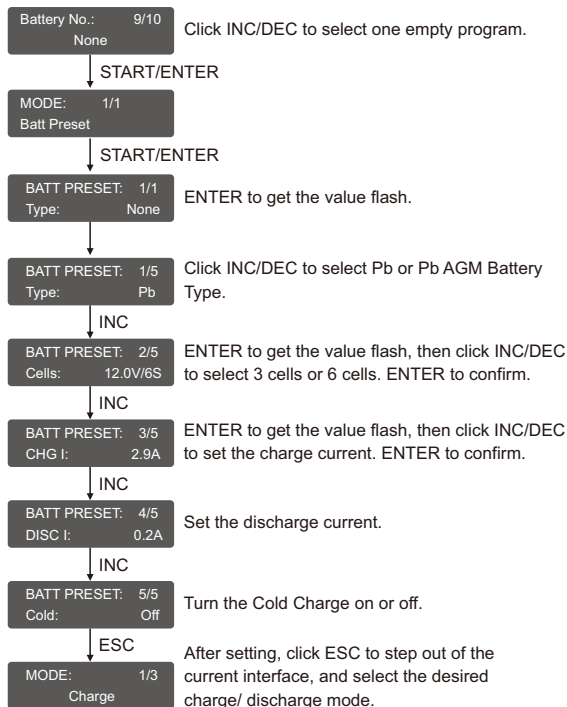 Battery No.: 9/10
None
Click INC/DEC to select one empty program.
START/ENTER
MODE: 1/1
Batt Preset
START/ENTER
BATT PRESET: 1/1
Type: None
ENTER to get the value flash.
BATT PRESET: 1/5
Type: Pb
Click INC/DEC to select Pb or Pb AGM Battery
Type.
INC
BATT PRESET: 2/5
Cells: 12.0V/6S
ENTER to get the value flash, then click INC/DEC
to select 3 cells or 6 cells. ENTER to confirm.
INC
BATT PRESET: 3/5
CHG I: 2.9A
ENTER to get the value flash, then click INC/DEC
to set the charge current. ENTER to confirm.
INC
BATT PRESET: 4/5
DISC I: 0.2A
Set the discharge current.
INC
BATT PRESET: 5/5
Cold: Off
Turn the Cold Charge on or off.
ESC
MODE: 1/3
Charge
After setting, click ESC to step out of the
current interface, and select the desired
charge/ discharge mode.